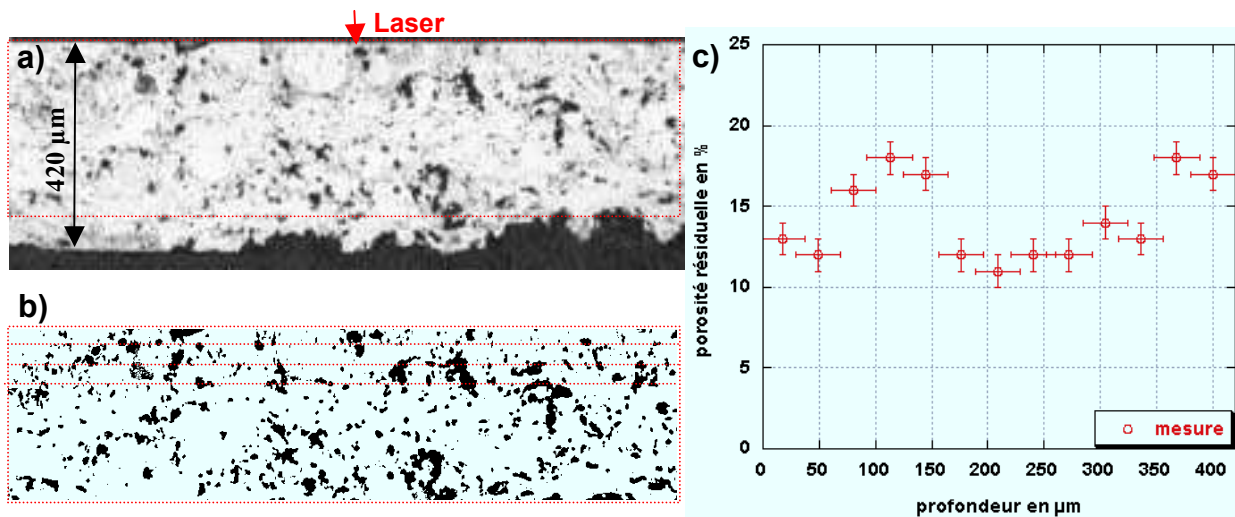 Laser
a)
420 µm
b)
c)
25
20
15
10
5
0
porosité résiduelle en %
0 50 100 150 200 250 300 350 400
profondeur en µm
mesure